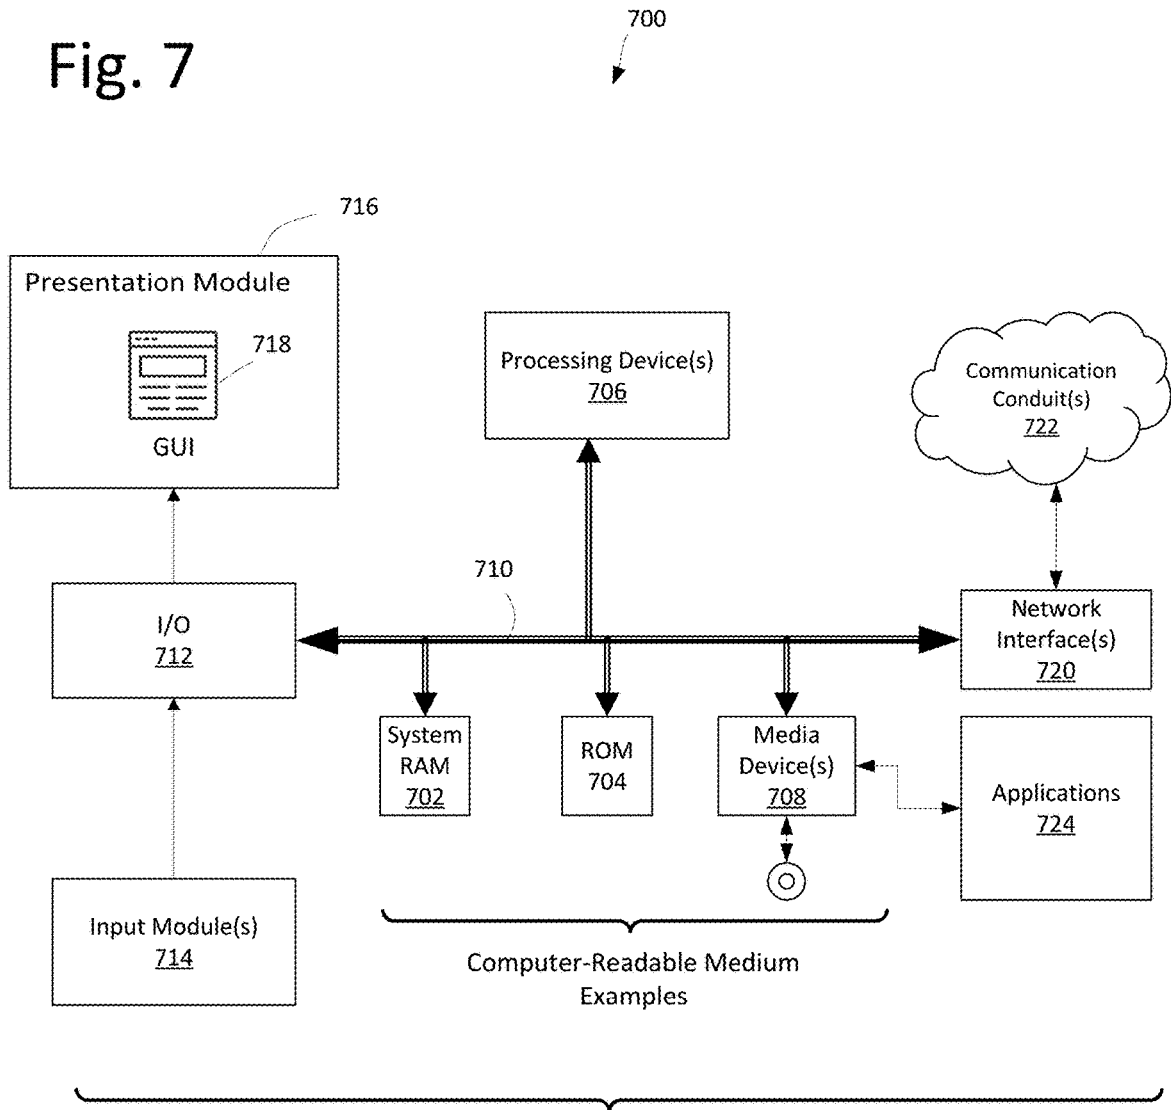 700
Fig. 7
716
Presentation Module
718
GUI
Processing Device(s)
706
Communication
Conduit(s)
722
710
I/O
712
Network
Interface(s)
720
System
RAM
702
ROM
704
Media
Device(s)
708
Applications
724
Input Module(s)
714
Computer-Readable Medium
Examples